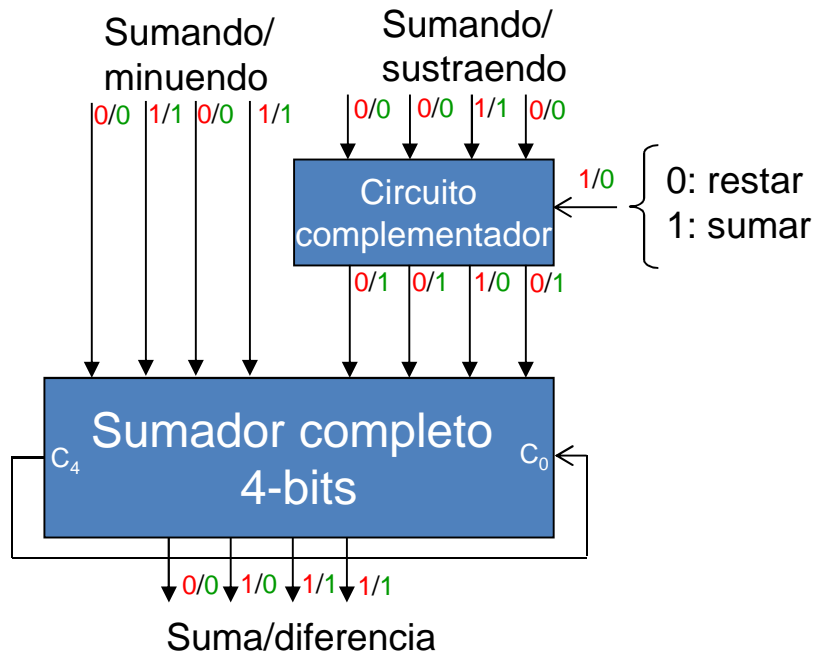 Sumando/
minuendo
Sumando/
sustraendo
0/0 1/1 0/0 1/1
0/0 0/0 1/1 0/0
Circuito
complementador
1/0
0: restar
1: sumar
0/1 0/1 1/0 0/1
Sumador completo
4-bits
C₄
C₀
0/0 1/0 1/1 1/1
Suma/diferencia